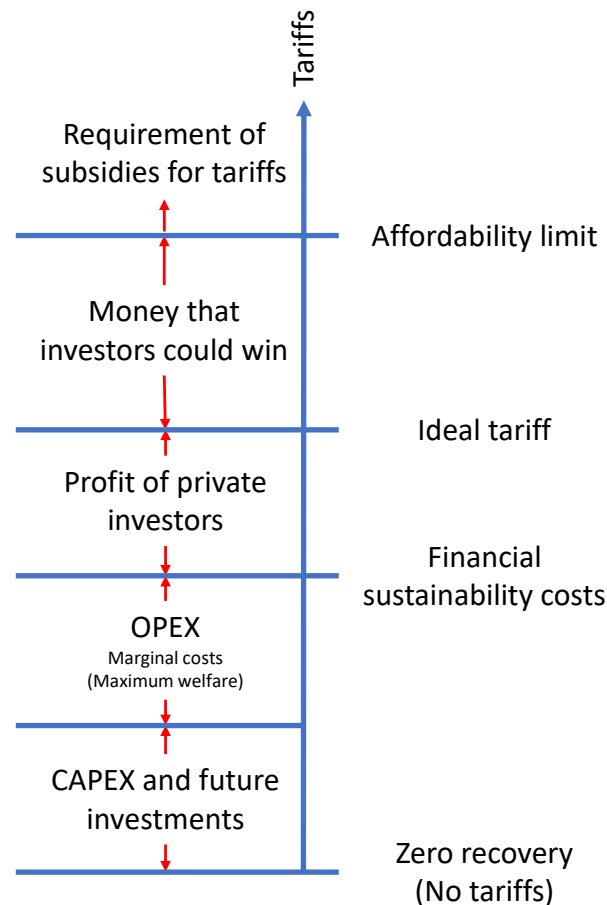 Tariffs
Requirement of
subsidies for tariffs
Affordability limit
Money that
investors could win
Ideal tariff
Profit of private
investors
Financial
sustainability costs
OPEX
Marginal costs
(Maximum welfare)
CAPEX and future
investments
Zero recovery
(No tariffs)